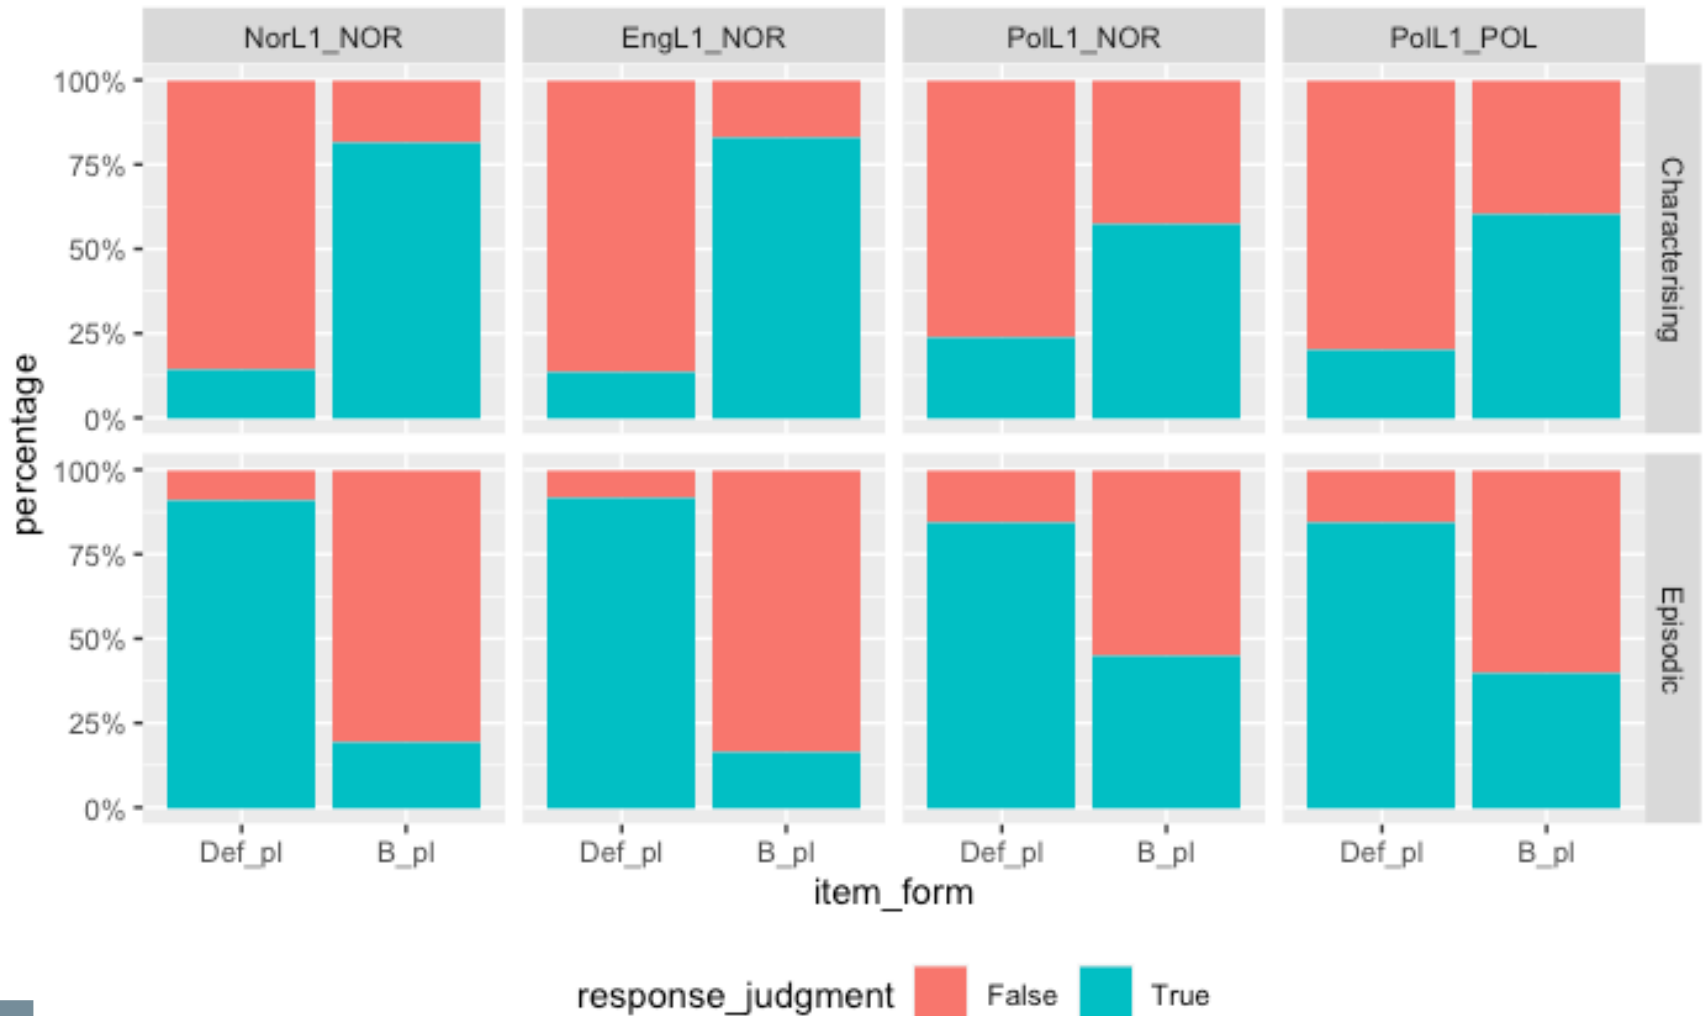 NorL1_NOR EngL1_NOR PolL1_NOR PolL1_POL
100%
75%
50%
25%
0%
Characterising
percentage
100%
75%
50%
25%
0%
Episodic
Def_pl B_pl Def_pl B_pl Def_pl B_pl Def_pl B_pl
item_form
response_judgment False True